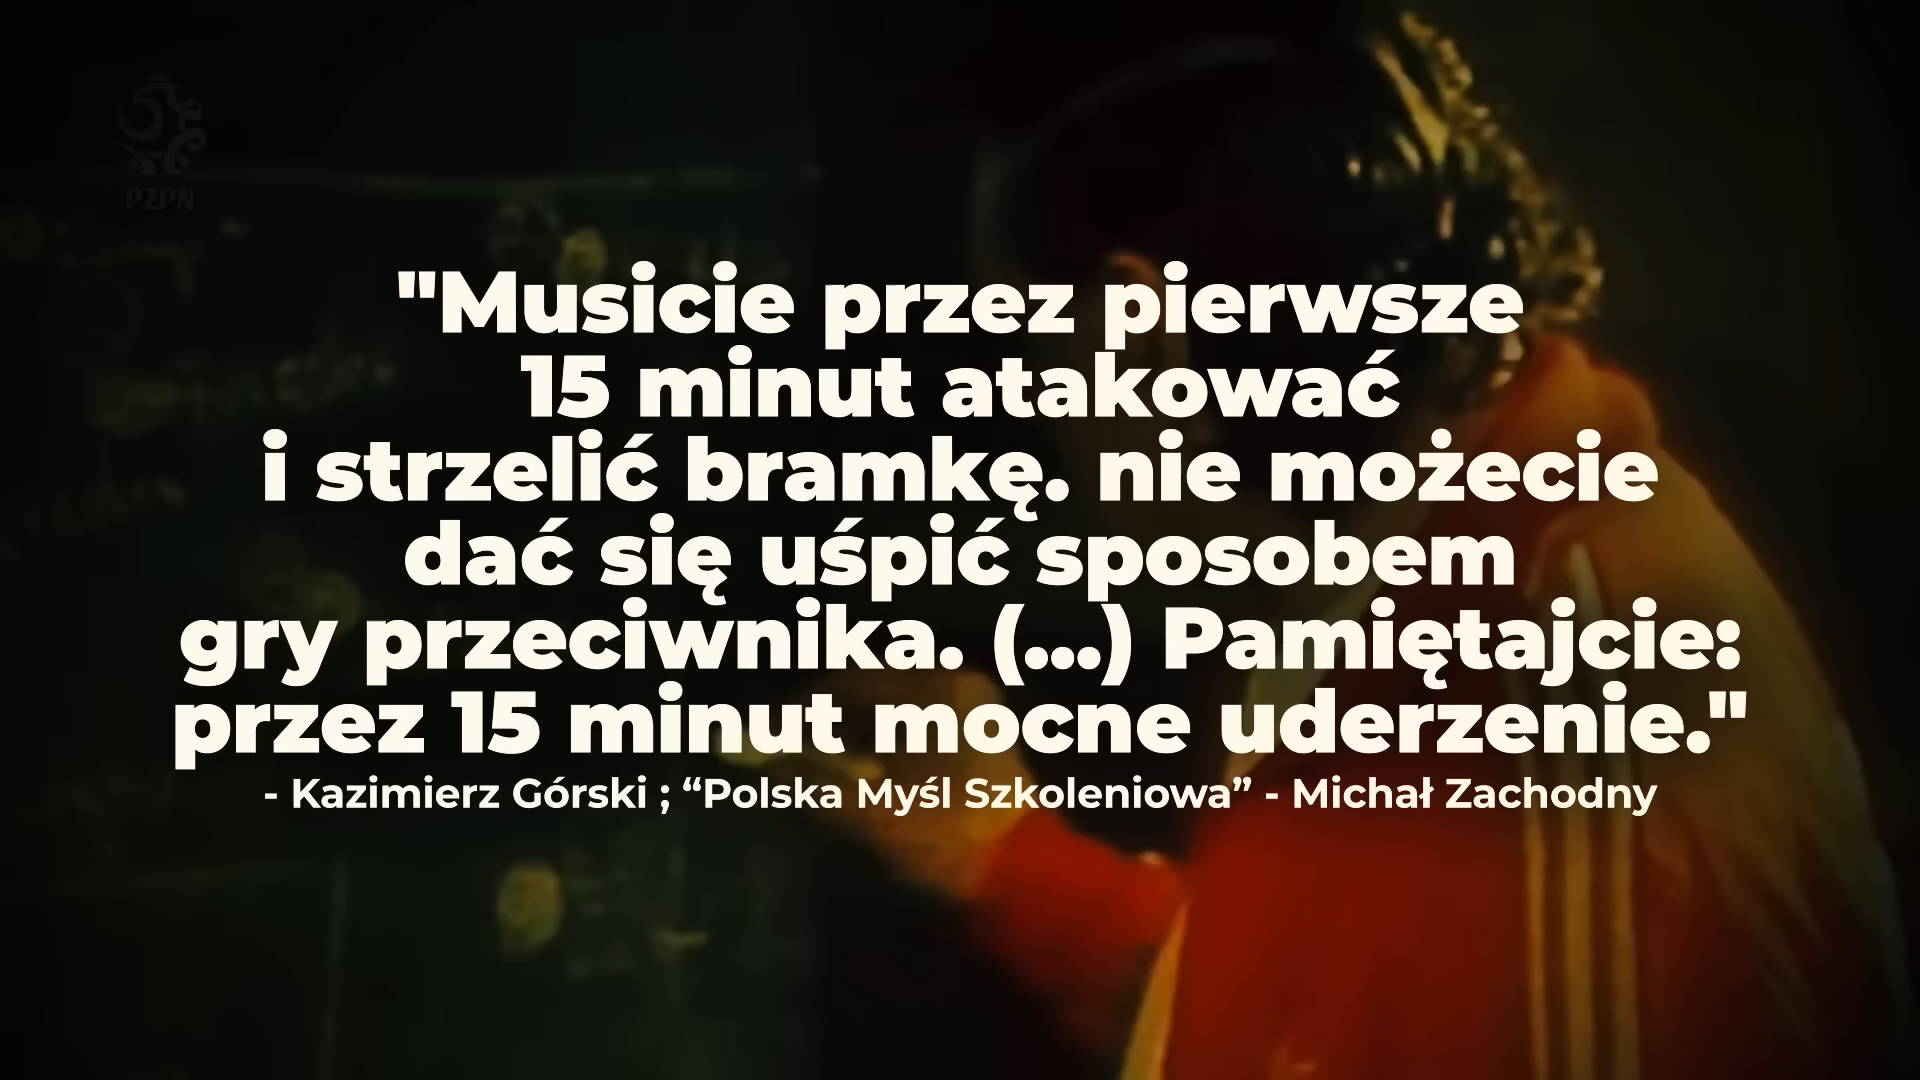 PZPN
"Musicie przez pierwsze
15 minut atakować
i strzelić bramkę. nie możecie
dać się uśpić sposobem
gry przeciwnika. (...) Pamiętajcie:
przez 15 minut mocne uderzenie."
- Kazimierz Górski ; “Polska Myśl Szkoleniowa” - Michał Zachodny